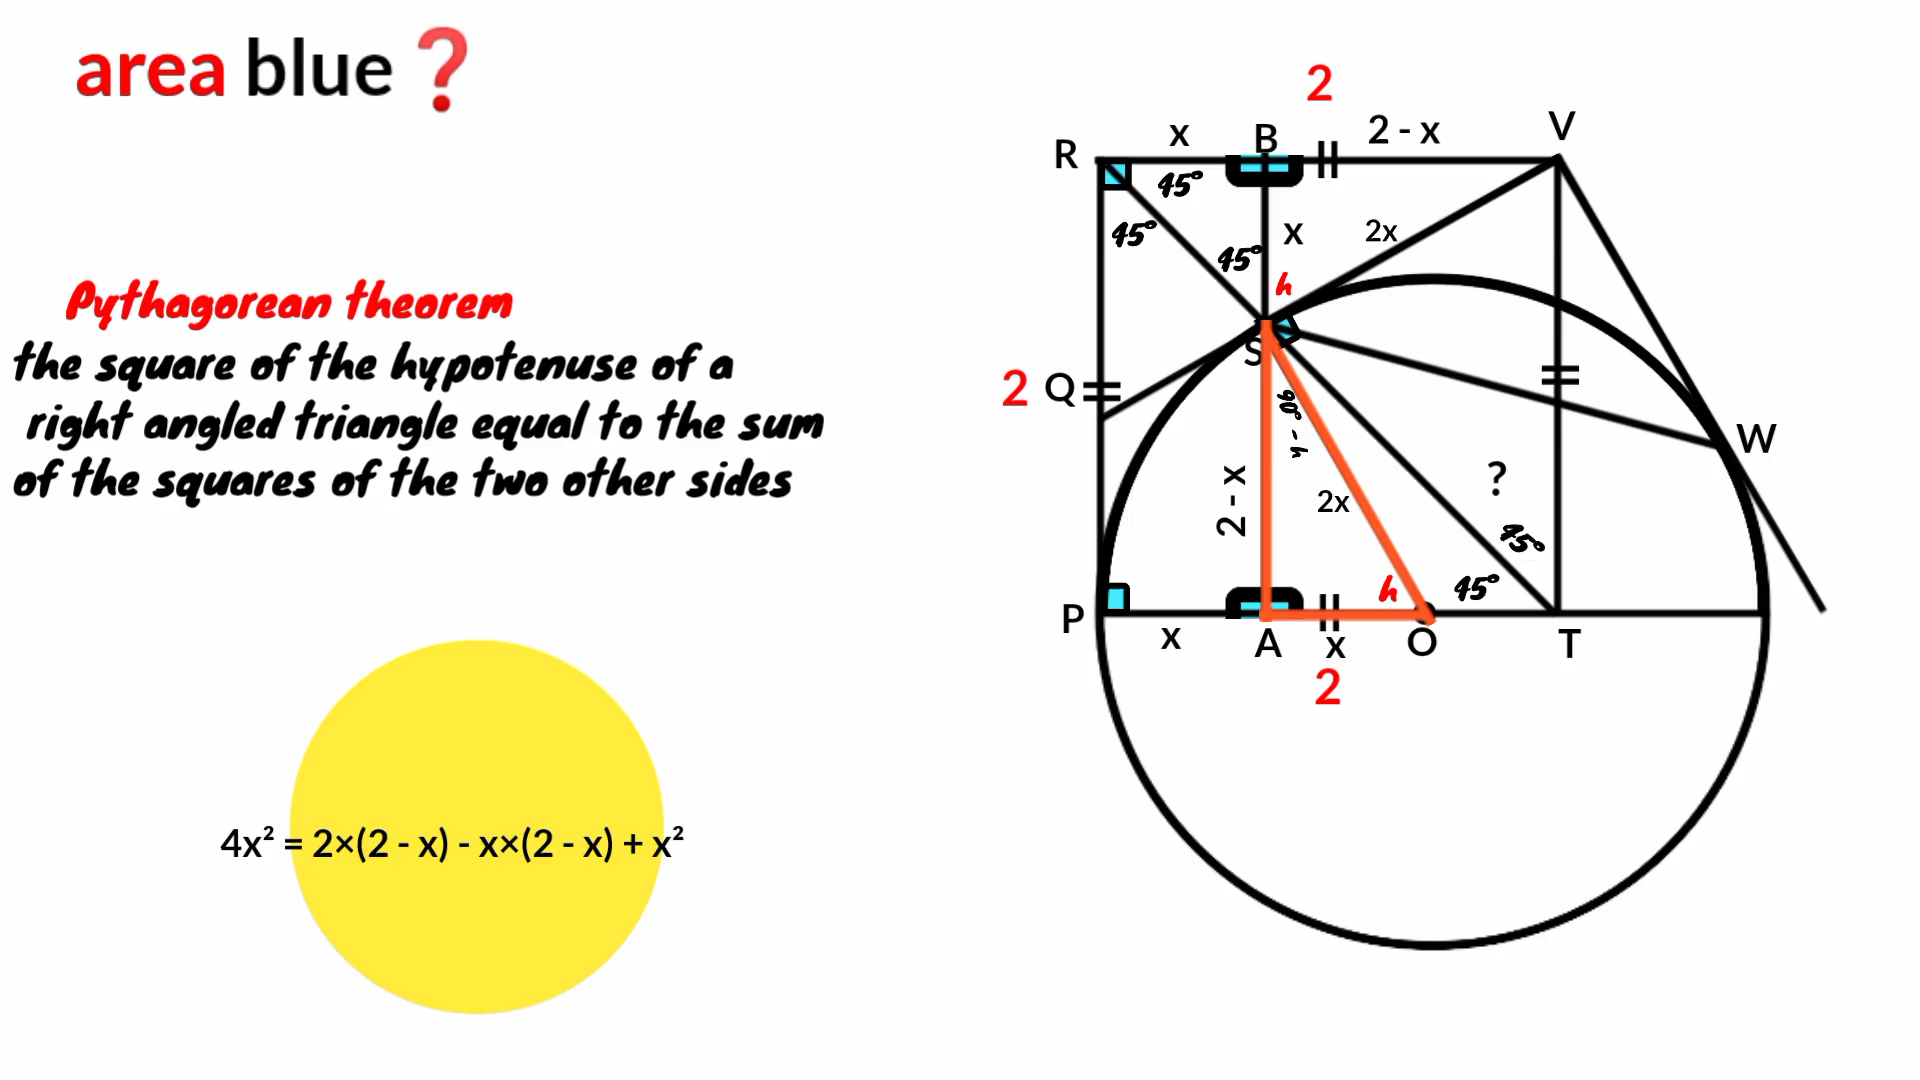 area blue ❓
Pythagorean theorem
the square of the hypotenuse of a
right angled triangle equal to the sum
of the squares of the two other sides
4x² = 2×(2 - x) - x×(2 - x) + x²
2
R x B 2 - x V
45°
45°
45°
x
2x
h
S
2 Q
90° - h
W
2 - x
?
2x
45°
h
45°
P x A x O T
2